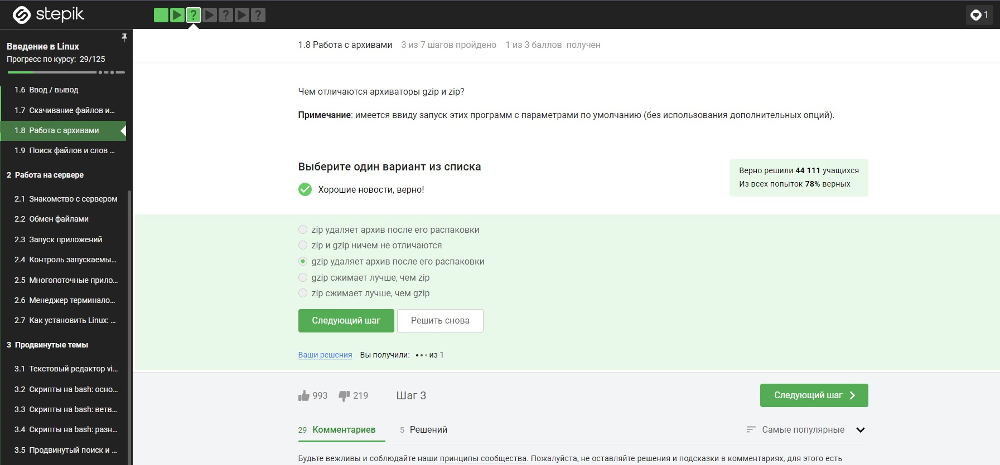 stepik
? ? ?
1
Введение в Linux
Прогресс по курсу: 29/125
1.6 Ввод / вывод
1.7 Скачивание файлов и...
1.8 Работа с архивами
1.9 Поиск файлов и слов ...
2 Работа на сервере
2.1 Знакомство с сервером
2.2 Обмен файлами
2.3 Запуск приложений
2.4 Контроль запускаемы...
2.5 Многопоточные прило...
2.6 Менеджер терминало...
2.7 Как установить Linux: ...
3 Продвинутые темы
3.1 Текстовый редактор vi...
3.2 Скрипты на bash: осно...
3.3 Скрипты на bash: ветв...
3.4 Скрипты на bash: разн...
3.5 Продвинутый поиск и ...
1.8 Работа с архивами 3 из 7 шагов пройдено 1 из 3 баллов получен
Чем отличаются архиваторы gzip и zip?
Примечание: имеется ввиду запуск этих программ с параметрами по умолчанию (без использования дополнительных опций).
Выберите один вариант из списка
Хорошие новости, верно!
Верно решили 44 111 учащихся
Из всех попыток 78% верных
zip удаляет архив после его распаковки
zip и gzip ничем не отличаются
gzip удаляет архив после его распаковки
gzip сжимает лучше, чем zip
zip сжимает лучше, чем gzip
Следующий шаг Решить снова
Ваши решения Вы получили: ••• из 1
993 219 Шаг 3 Следующий шаг
29 Комментариев 5 Решений Самые популярные
Будьте вежливы и соблюдайте наши принципы сообщества. Пожалуйста, не оставляйте решения и подсказки в комментариях, для этого есть